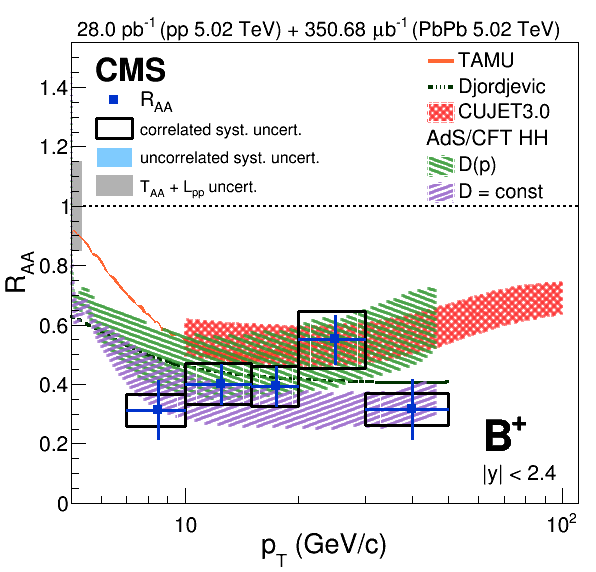 28.0 pb⁻¹ (pp 5.02 TeV) + 350.68 μb⁻¹ (PbPb 5.02 TeV)
CMS
R_AA
correlated syst. uncert.
uncorrelated syst. uncert.
T_AA + L_pp uncert.
TAMU
Djordjevic
CUJET3.0
AdS/CFT HH
D(p)
D = const
R_AA
1.4
1.2
1
0.8
0.6
0.4
0.2
0
B⁺
|y| < 2.4
10
10²
p_T (GeV/c)